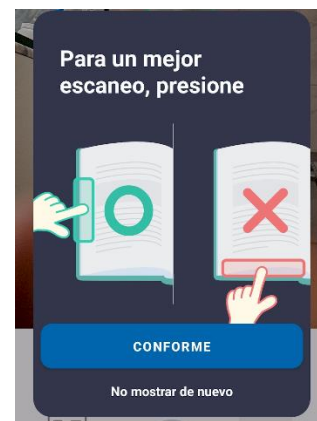 Para un mejor
escaneo, presione
CONFORME
No mostrar de nuevo